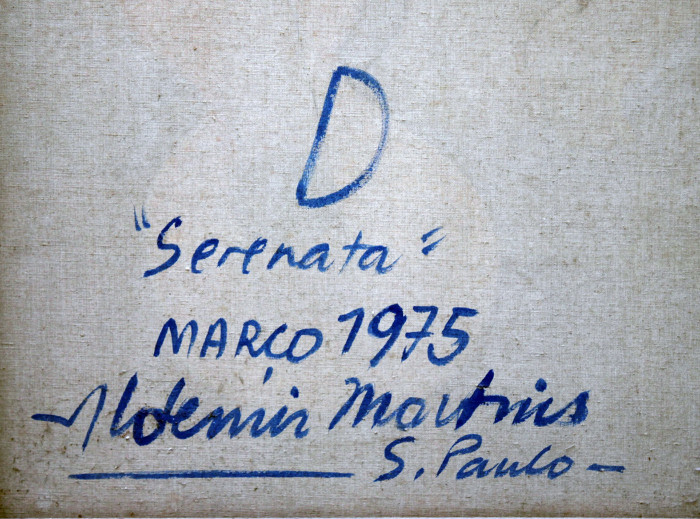 D
"Serenata"
MARÇO 1975
Aldemir Martins
S. Paulo -